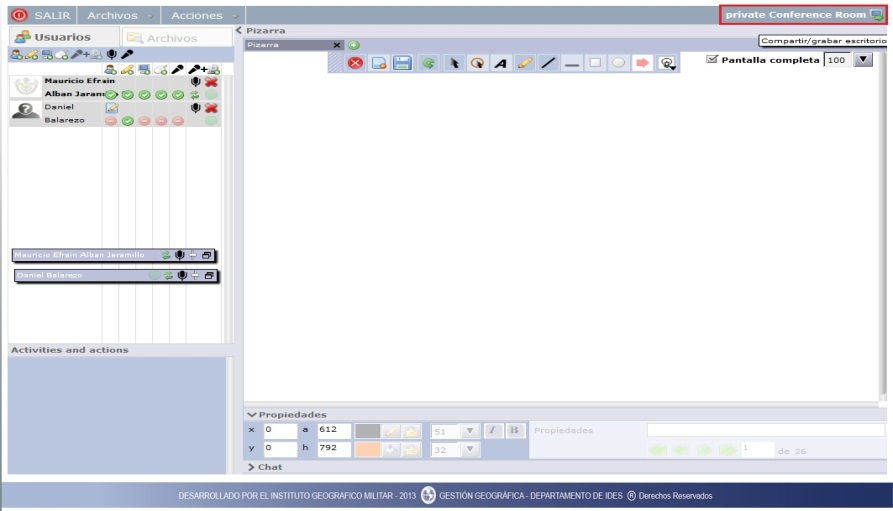 SALIR Archivos Acciones private Conference Room
Usuarios Archivos
Pizarra
Pizarra
Compartir/grabar escritorio
Pantalla completa 100
Mauricio Efrain
Alban Jaram
Daniel
Balarezo
Mauricio Efrain Alban Jaramillo
Daniel Balarezo
Activities and actions
Propiedades
x 0 a 612 51 I B Propiedades
y 0 h 792 32 1 de 26
Chat
DESARROLLADO POR EL INSTITUTO GEOGRAFICO MILITAR - 2013 GESTIÓN GEOGRÁFICA - DEPARTAMENTO DE IDES ® Derechos Reservados